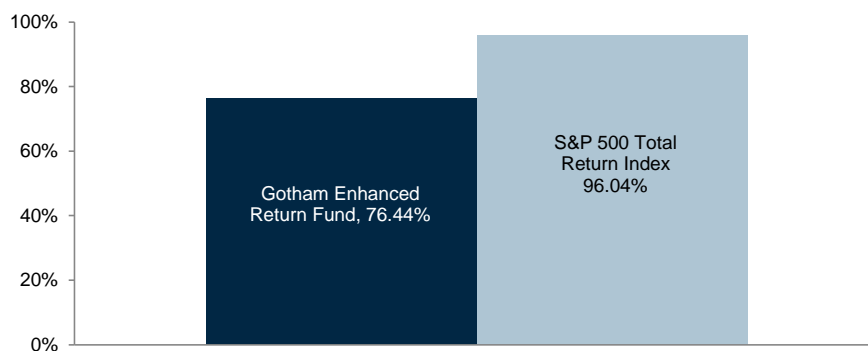 100%
80%
60%
40%
20%
0%
Gotham Enhanced
Return Fund, 76.44%
S&P 500 Total
Return Index
96.04%